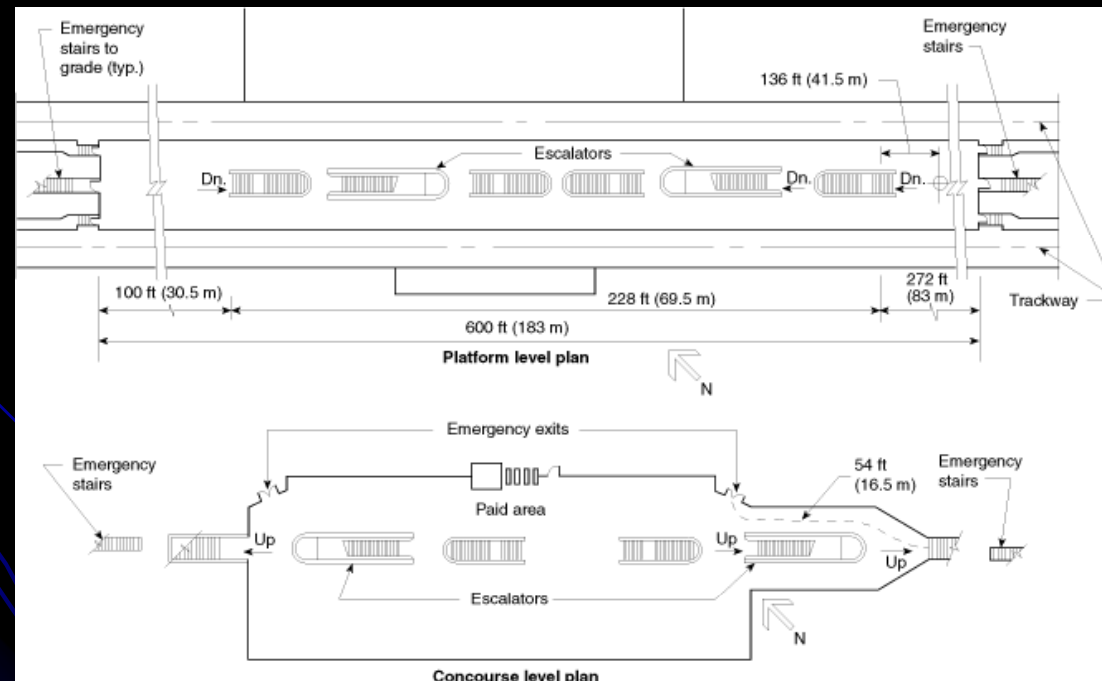 Emergency
stairs to
grade (typ.)
Emergency
stairs
136 ft (41.5 m)
Escalators
Dn.
Dn.
Dn.
100 ft (30.5 m)
228 ft (69.5 m)
272 ft
(83 m)
Trackway
600 ft (183 m)
Platform level plan
N
Emergency exits
Emergency
stairs
54 ft
(16.5 m)
Emergency
stairs
Paid area
Up
Up
Up
Escalators
N
Concourse level plan